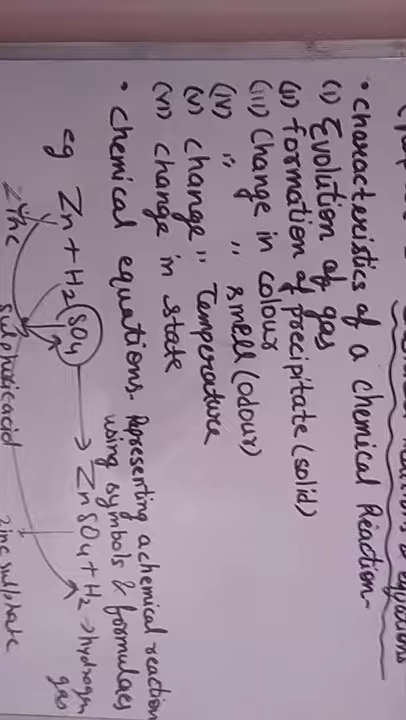 Reactions & equations
• Characteristics of a chemical Reaction-
(i) Evolution of gas
(ii) formation of precipitate (solid)
(iii) Change in colour
(iv) " " smell (odour)
(v) change " Temperature
(vi) change in state
• Chemical equations- Representing a chemical reaction
using symbols & formulaes
eg Zn + H2SO4 → ZnSO4 + H2 → hydrogen
gas
Zinc sulphuric acid zinc sulphate